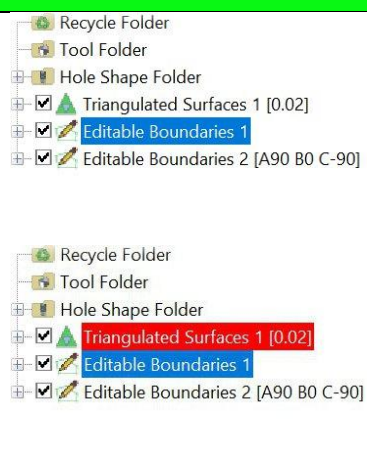 Recycle Folder
Tool Folder
Hole Shape Folder
Triangulated Surfaces 1 [0.02]
Editable Boundaries 1
Editable Boundaries 2 [A90 B0 C-90]
Recycle Folder
Tool Folder
Hole Shape Folder
Triangulated Surfaces 1 [0.02]
Editable Boundaries 1
Editable Boundaries 2 [A90 B0 C-90]